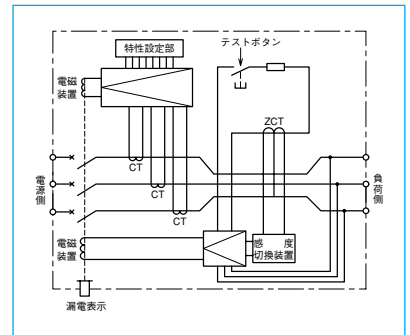 特性設定部
テストボタン
電磁
装置
ZCT
CT
CT
CT
電源側
負荷側
電磁
装置
感度
切換装置
漏電表示